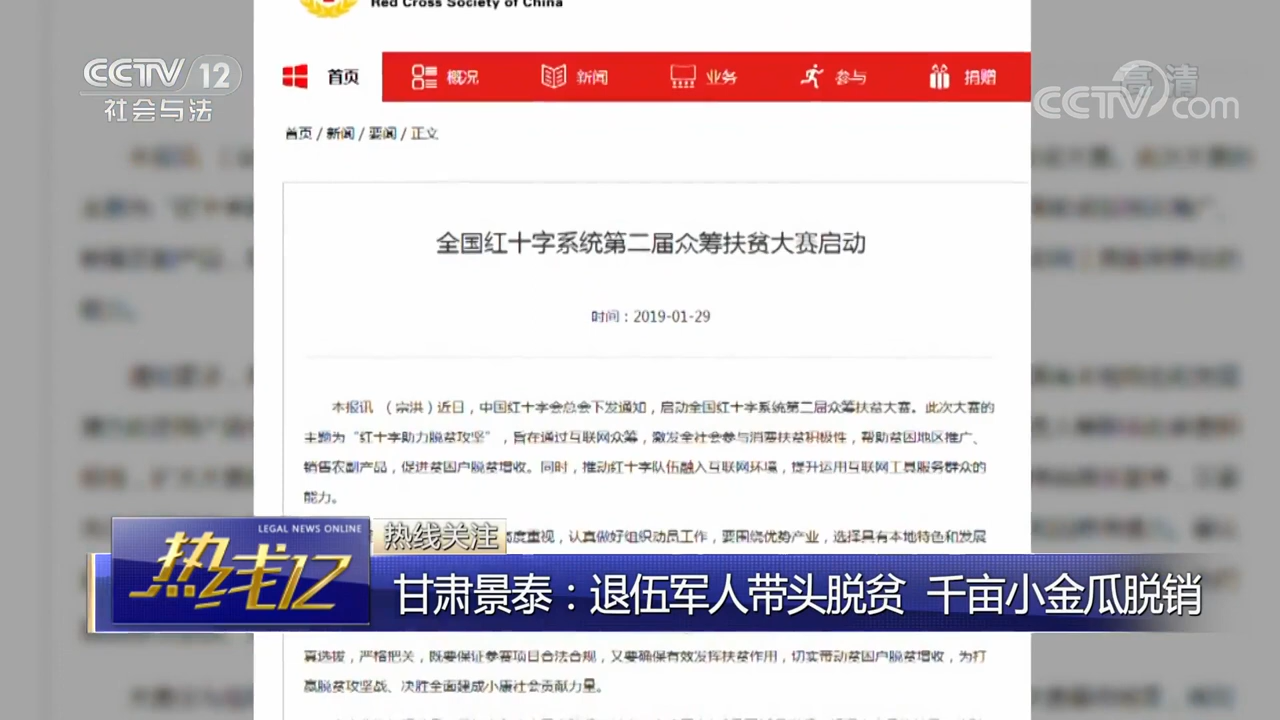 Red Cross Society of China
CCTV 12
社会与法
高清
CCTV com
首页 概况 新闻 业务 参与 捐赠
首页 / 新闻 / 要闻 / 正文
全国红十字系统第二届众筹扶贫大赛启动
时间：2019-01-29
本报讯 （宗洪）近日，中国红十字会总会下发通知，启动全国红十字系统第二届众筹扶贫大赛。此次大赛的
主题为“红十字助力脱贫攻坚”，旨在通过互联网众筹，激发全社会参与消费扶贫积极性，帮助贫困地区推广、
销售农副产品，促进贫困户脱贫增收。同时，推动红十字队伍融入互联网环境，提升运用互联网工具服务群众的
能力。
高度重视，认真做好组织动员工作，要围绕优势产业，选择具有本地特色和发展
LEGAL NEWS ONLINE
热线12
热线关注
甘肃景泰：退伍军人带头脱贫 千亩小金瓜脱销
真选拔，严格把关，既要保证参赛项目合法合规，又要确保有效发挥扶贫作用，切实带动贫困户脱贫增收，为打
赢脱贫攻坚战、决胜全面建成小康社会贡献力量。